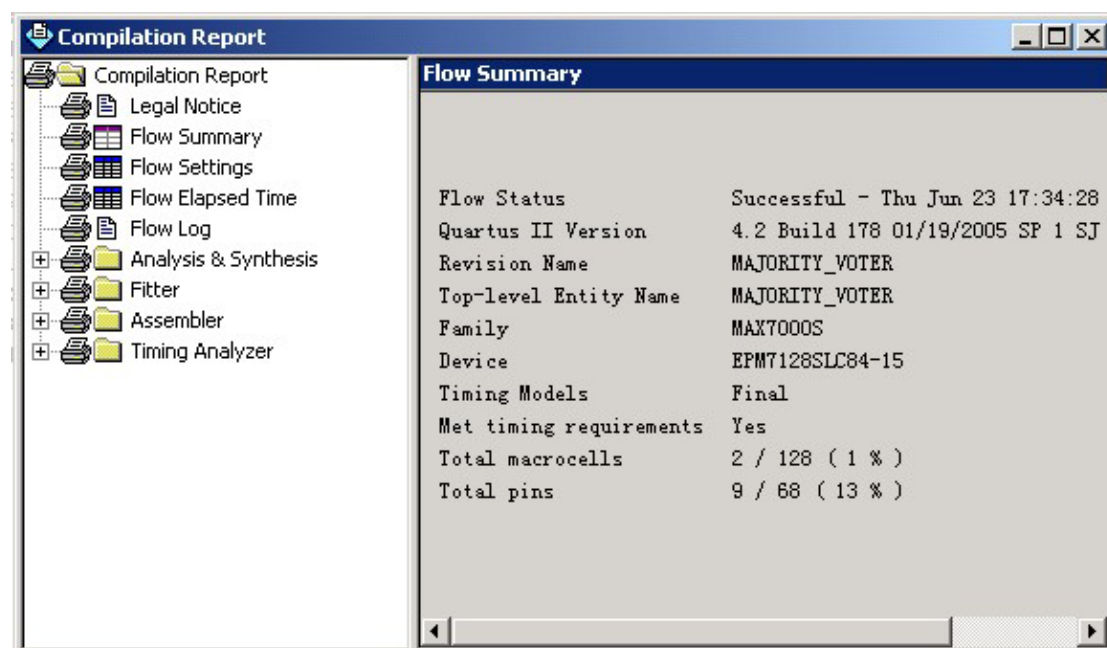 Compilation Report
Compilation Report
Legal Notice
Flow Summary
Flow Settings
Flow Elapsed Time
Flow Log
Analysis & Synthesis
Fitter
Assembler
Timing Analyzer
Flow Summary
Flow Status Successful - Thu Jun 23 17:34:28
Quartus II Version 4.2 Build 178 01/19/2005 SP 1 SJ
Revision Name MAJORITY_VOTER
Top-level Entity Name MAJORITY_VOTER
Family MAX7000S
Device EPM7128SLC84-15
Timing Models Final
Met timing requirements Yes
Total macrocells 2 / 128 ( 1 % )
Total pins 9 / 68 ( 13 % )